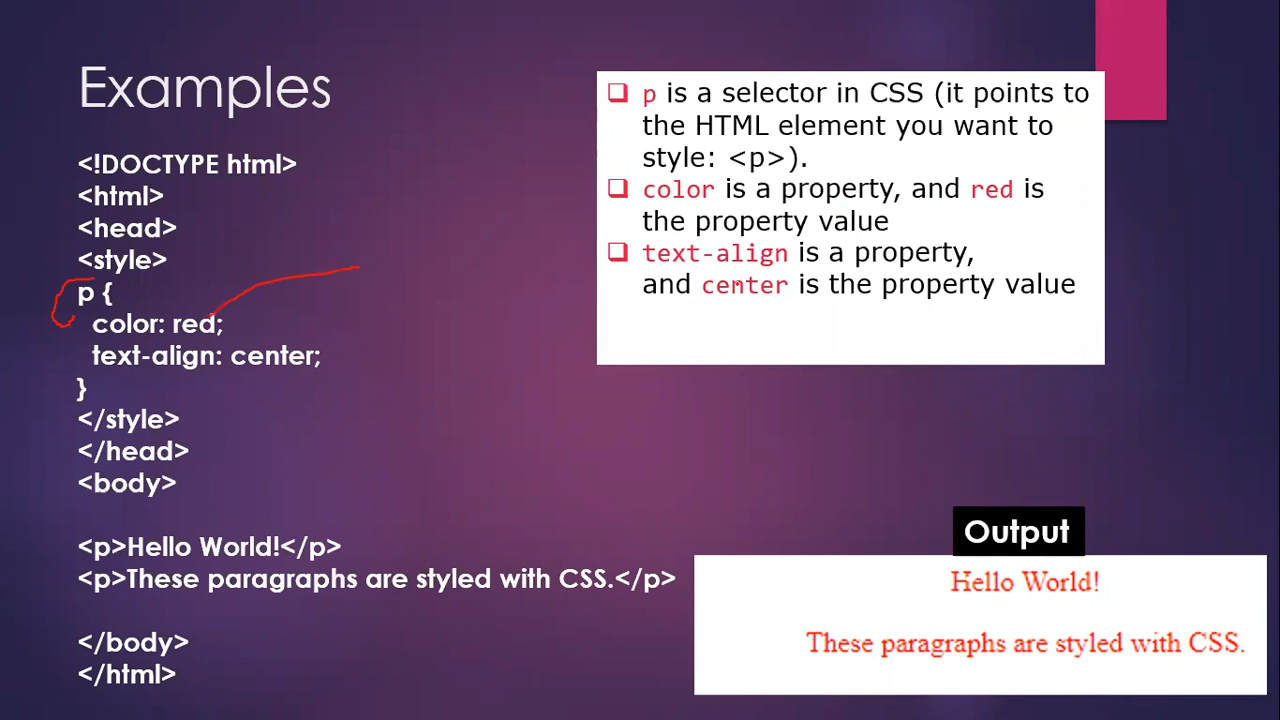 Examples
<!DOCTYPE html>
<html>
<head>
<style>
p {
color: red;
text-align: center;
}
</style>
</head>
<body>
<p>Hello World!</p>
<p>These paragraphs are styled with CSS.</p>
</body>
</html>
p is a selector in CSS (it points to
the HTML element you want to
style: <p>).
color is a property, and red is
the property value
text-align is a property,
and center is the property value
Output
Hello World!
These paragraphs are styled with CSS.